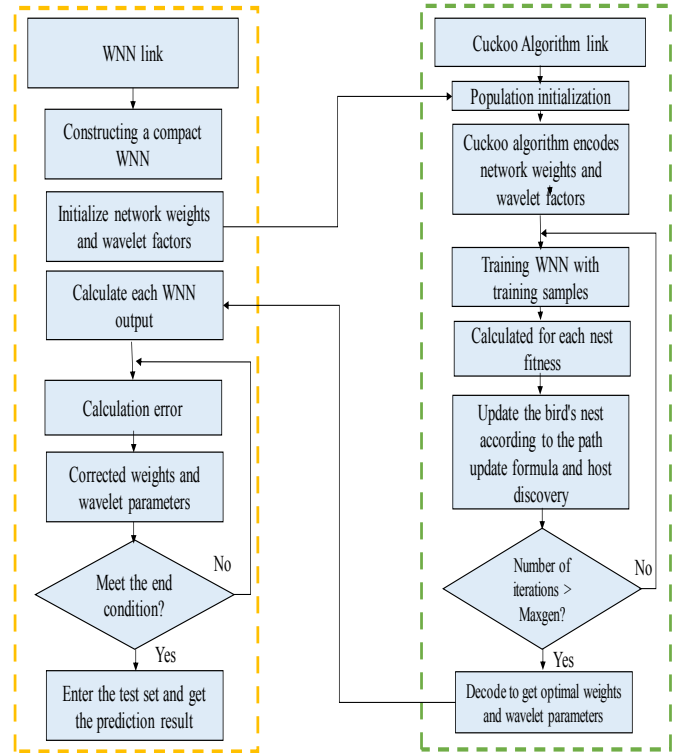 WNN link
Constructing a compact
WNN
Initialize network weights
and wavelet factors
Calculate each WNN
output
Calculation error
Corrected weights and
wavelet parameters
Meet the end
condition?
No
Yes
Enter the test set and get
the prediction result
Cuckoo Algorithm link
Population initialization
Cuckoo algorithm encodes
network weights and
wavelet factors
Training WNN with
training samples
Calculated for each nest
fitness
Update the bird's nest
according to the path
update formula and host
discovery
Number of
iterations >
Maxgen?
No
Yes
Decode to get optimal weights
and wavelet parameters